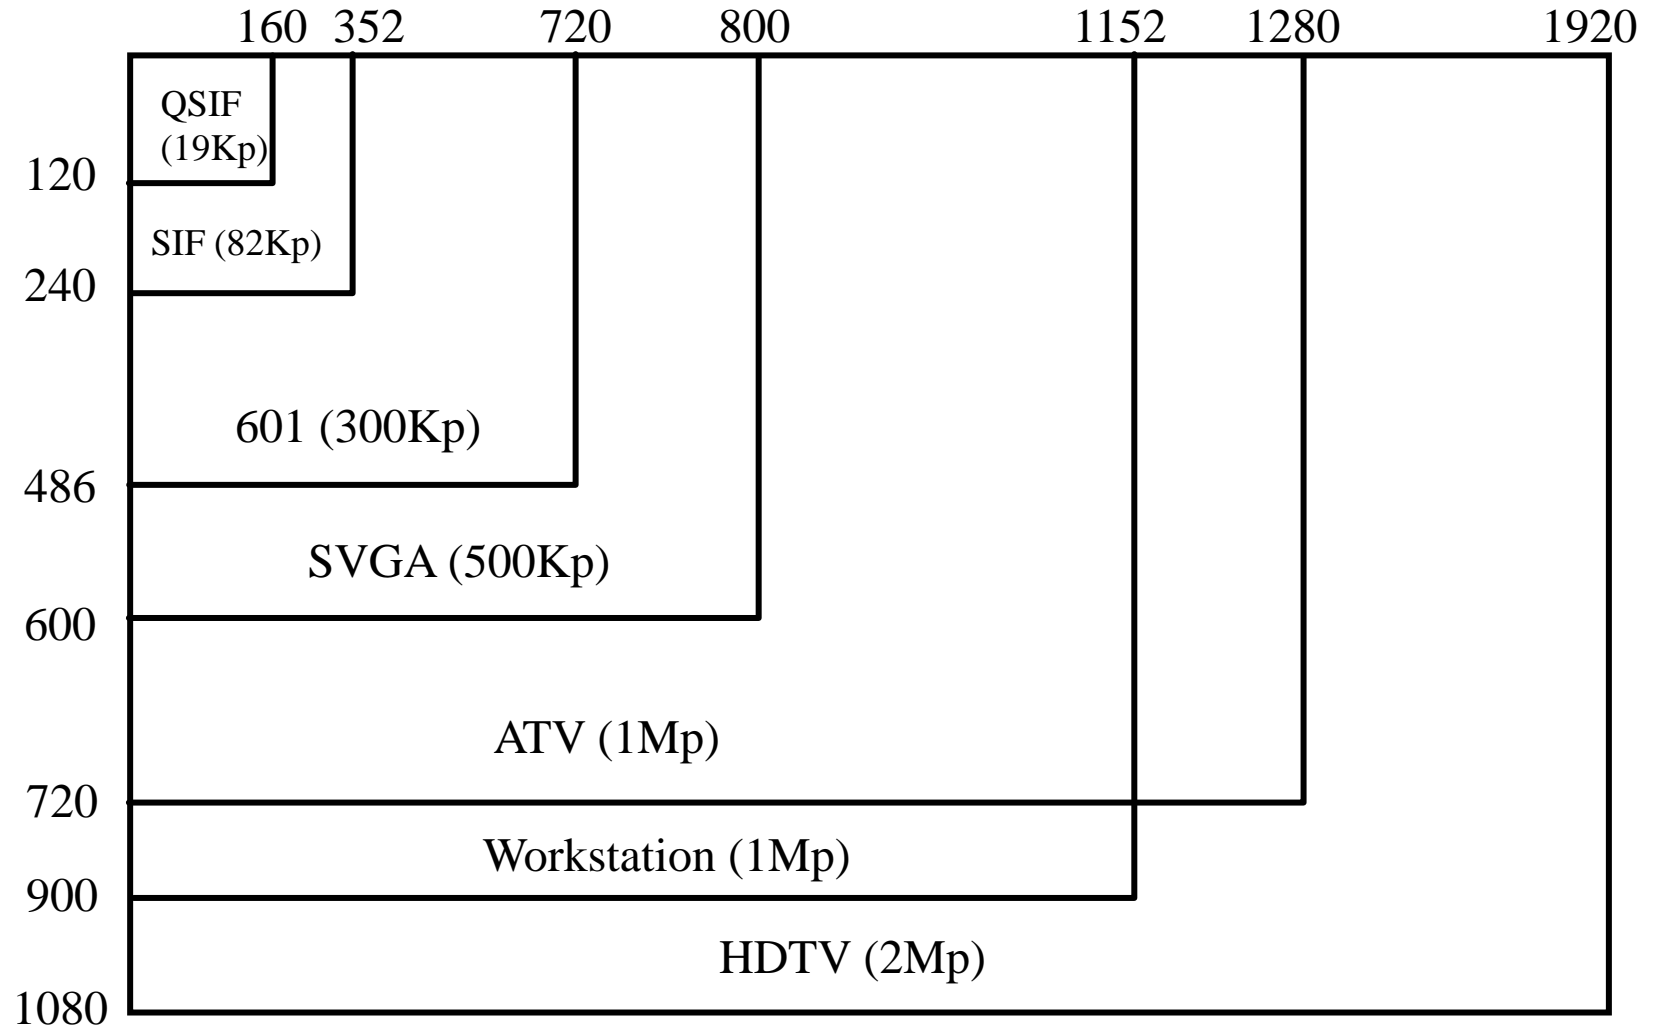 160 352 720 800 1152 1280 1920
QSIF
(19Kp)
120
SIF (82Kp)
240
601 (300Kp)
486
SVGA (500Kp)
600
ATV (1Mp)
720
Workstation (1Mp)
900
HDTV (2Mp)
1080